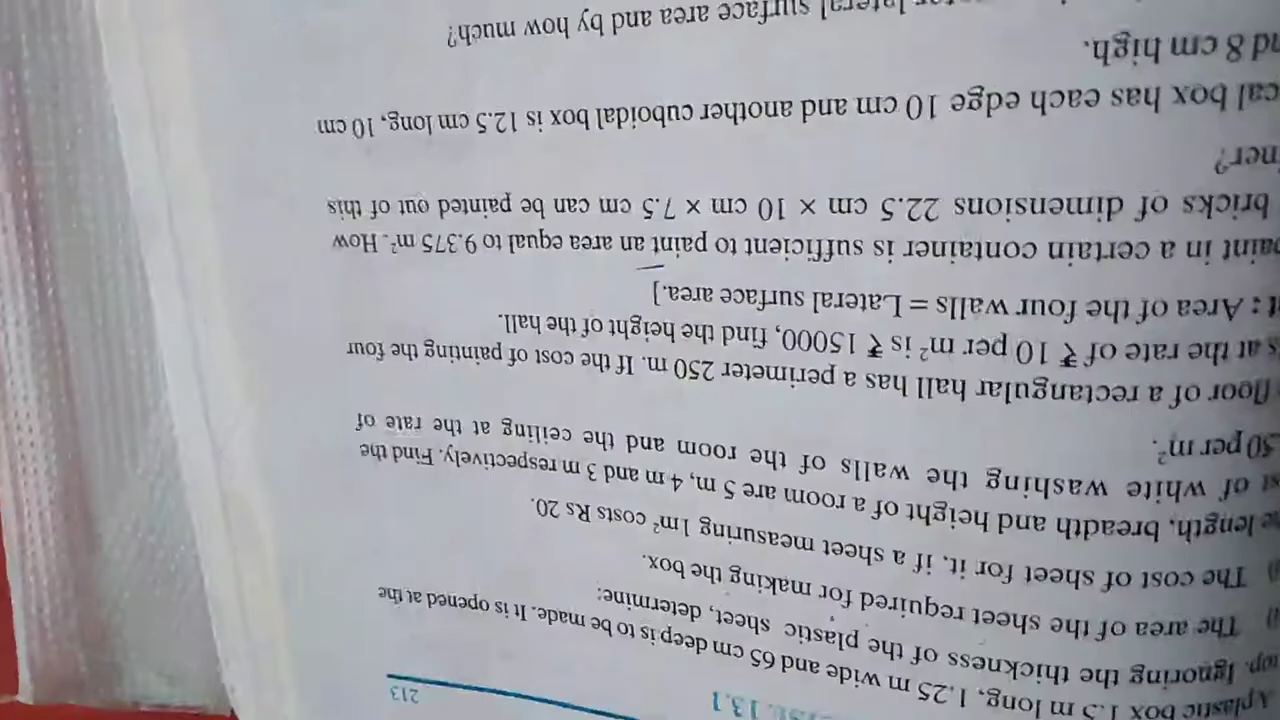 213
13.1
plastic box 1.5 m long, 1.25 m wide and 65 cm deep is to be made. It is opened at the
top. Ignoring the thickness of the plastic sheet, determine:
The area of the sheet required for making the box.
The cost of sheet for it, if a sheet measuring 1m² costs Rs 20.
length, breadth and height of a room are 5 m, 4 m and 3 m respectively. Find the
of white washing the walls of the room and the ceiling at the rate of
50 per m².
floor of a rectangular hall has a perimeter 250 m. If the cost of painting the four
at the rate of ₹ 10 per m² is ₹ 15000, find the height of the hall.
: Area of the four walls = Lateral surface area.]
in a certain container is sufficient to paint an area equal to 9.375 m². How
bricks of dimensions 22.5 cm × 10 cm × 7.5 cm can be painted out of this
ner?
cal box has each edge 10 cm and another cuboidal box is 12.5 cm long, 10 cm
8 cm high.
lateral surface area and by how much?